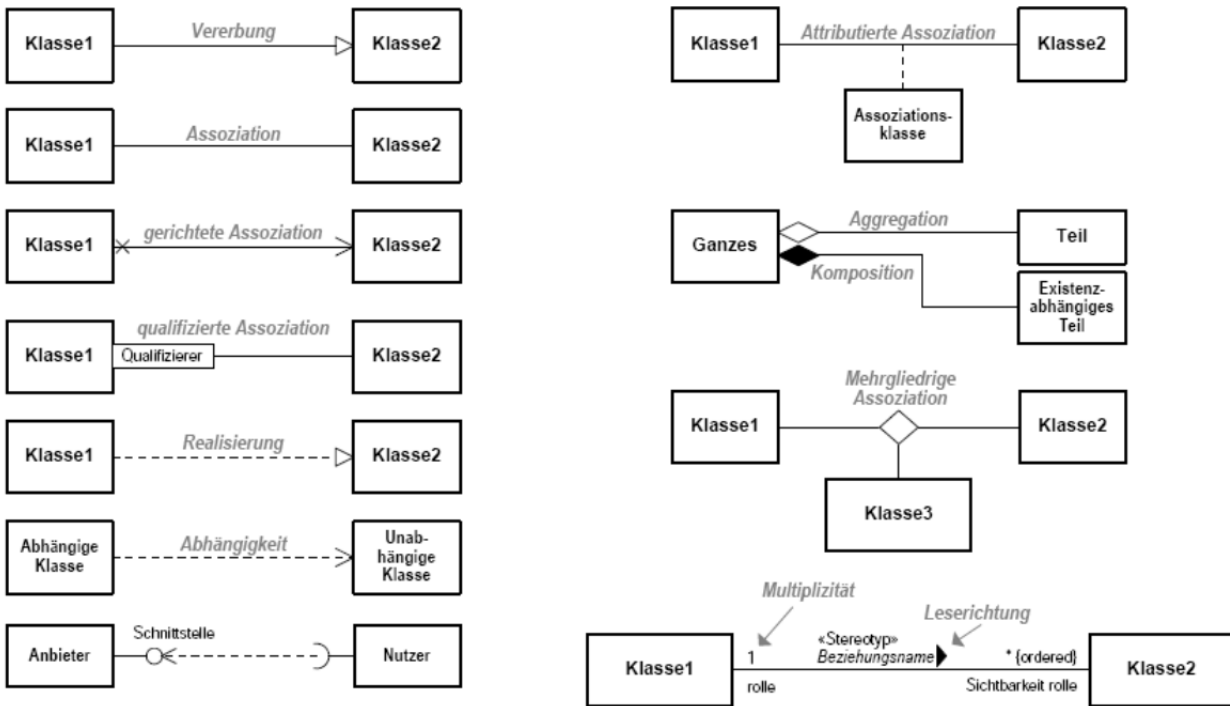 Klasse1
Vererbung
Klasse2
Klasse1
Assoziation
Klasse2
Klasse1
gerichtete Assoziation
Klasse2
qualifizierte Assoziation
Klasse1
Qualifizierer
Klasse2
Klasse1
Realisierung
Klasse2
Abhängige
Klasse
Abhängigkeit
Unab-
hängige
Klasse
Anbieter
Schnittstelle
Nutzer
Klasse1
Attributierte Assoziation
Klasse2
Assoziations-
klasse
Ganzes
Aggregation
Teil
Komposition
Existenz-
abhängiges
Teil
Mehrgliedrige
Assoziation
Klasse1
Klasse2
Klasse3
Multiplizität
Leserichtung
Klasse1
1
rolle
«Stereotyp»
Beziehungsname
* {ordered}
Sichtbarkeit rolle
Klasse2